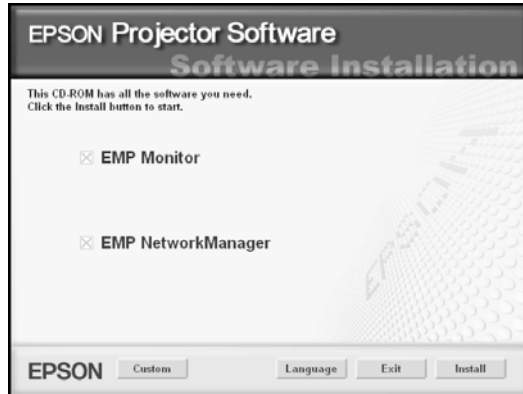 EPSON Projector Software
Software Installation
This CD-ROM has all the software you need.
Click the Install button to start.
EMP Monitor
EMP NetworkManager
EPSON
EPSON
Custom
Language
Exit
Install